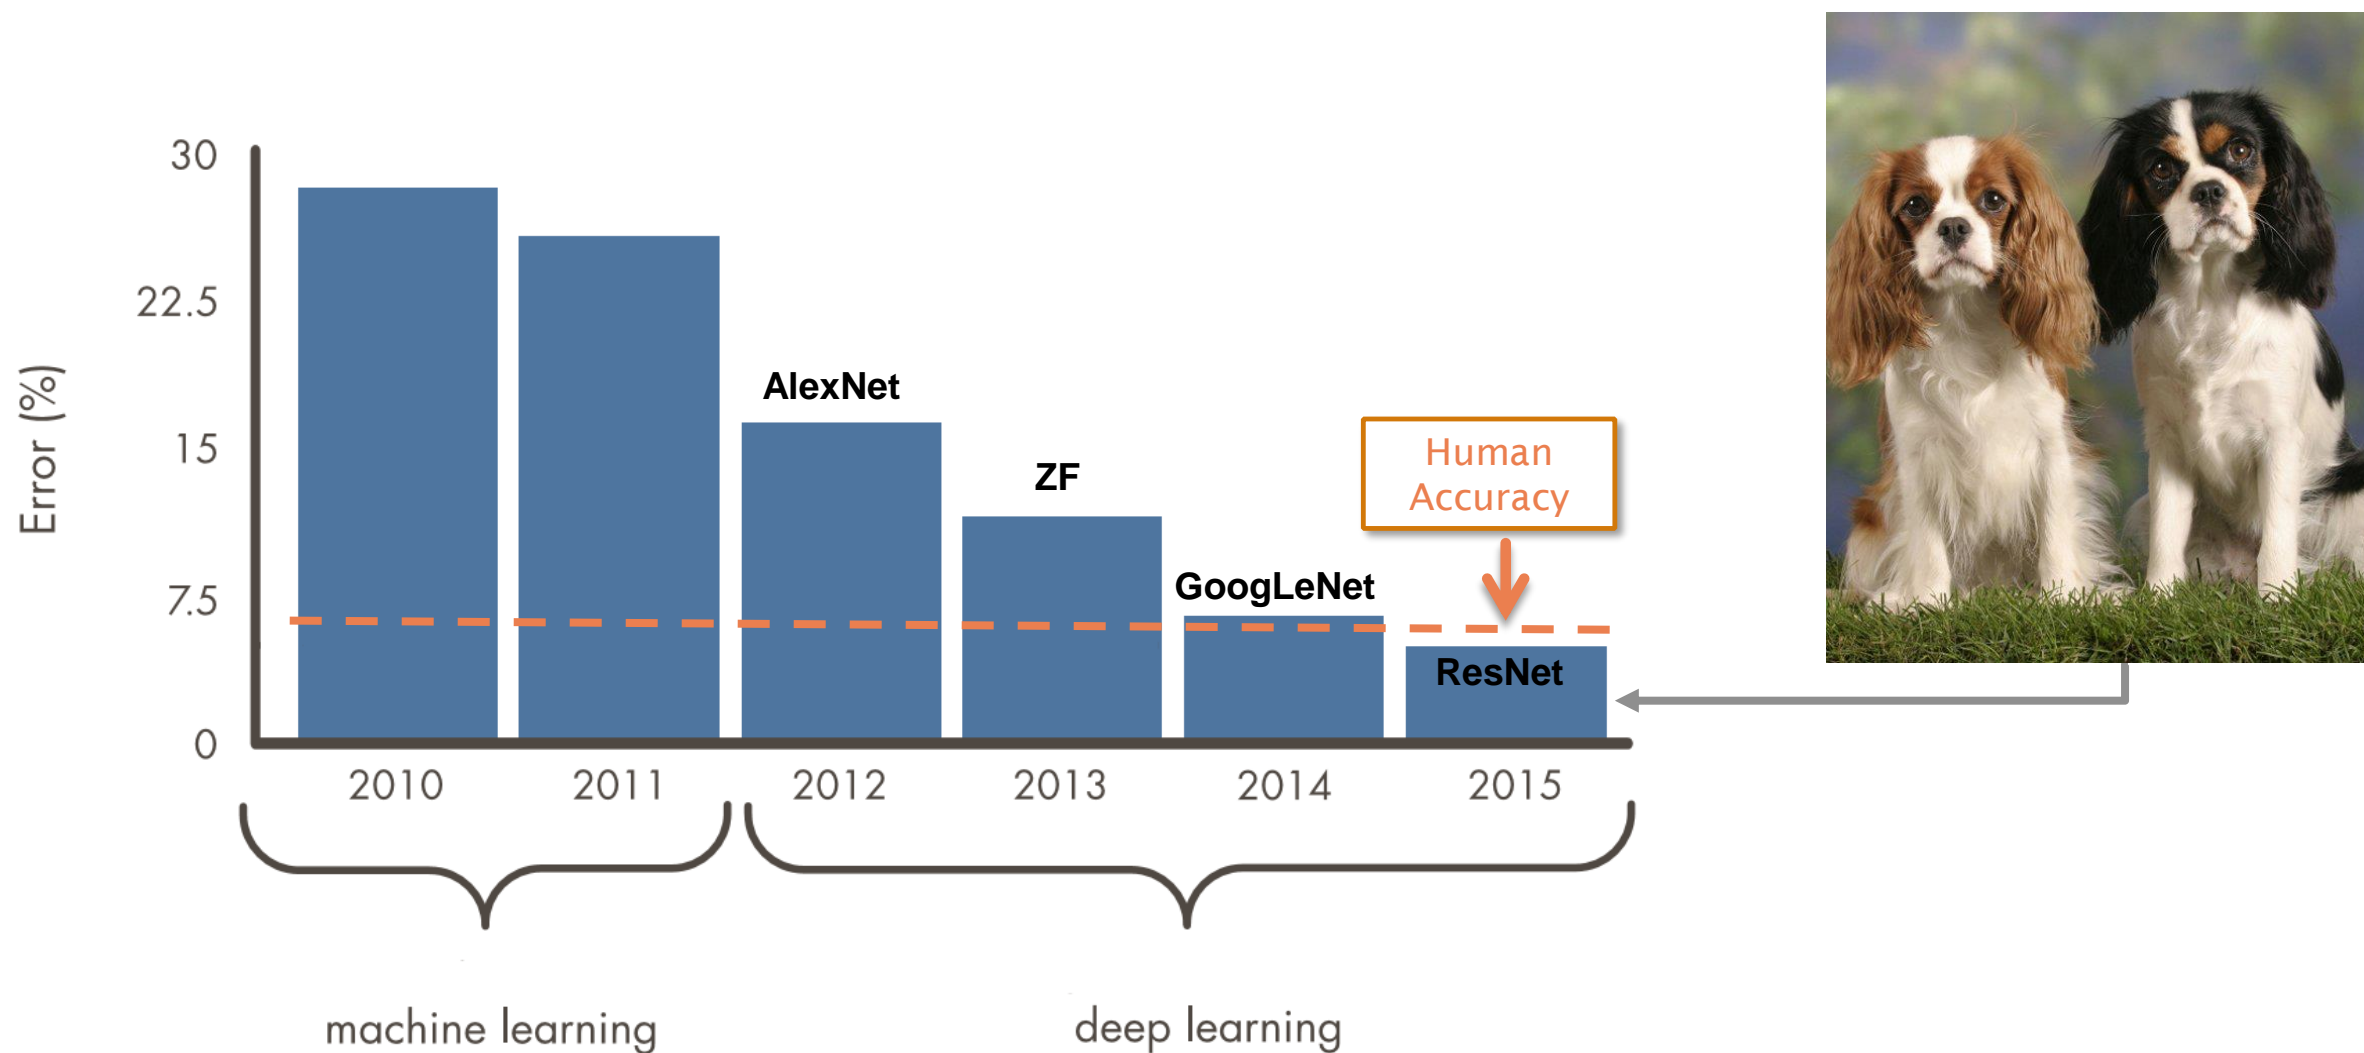 30
22.5
15
7.5
0
Error (%)
AlexNet
ZF
GoogLeNet
Human
Accuracy
ResNet
2010
2011
2012
2013
2014
2015
machine learning
deep learning